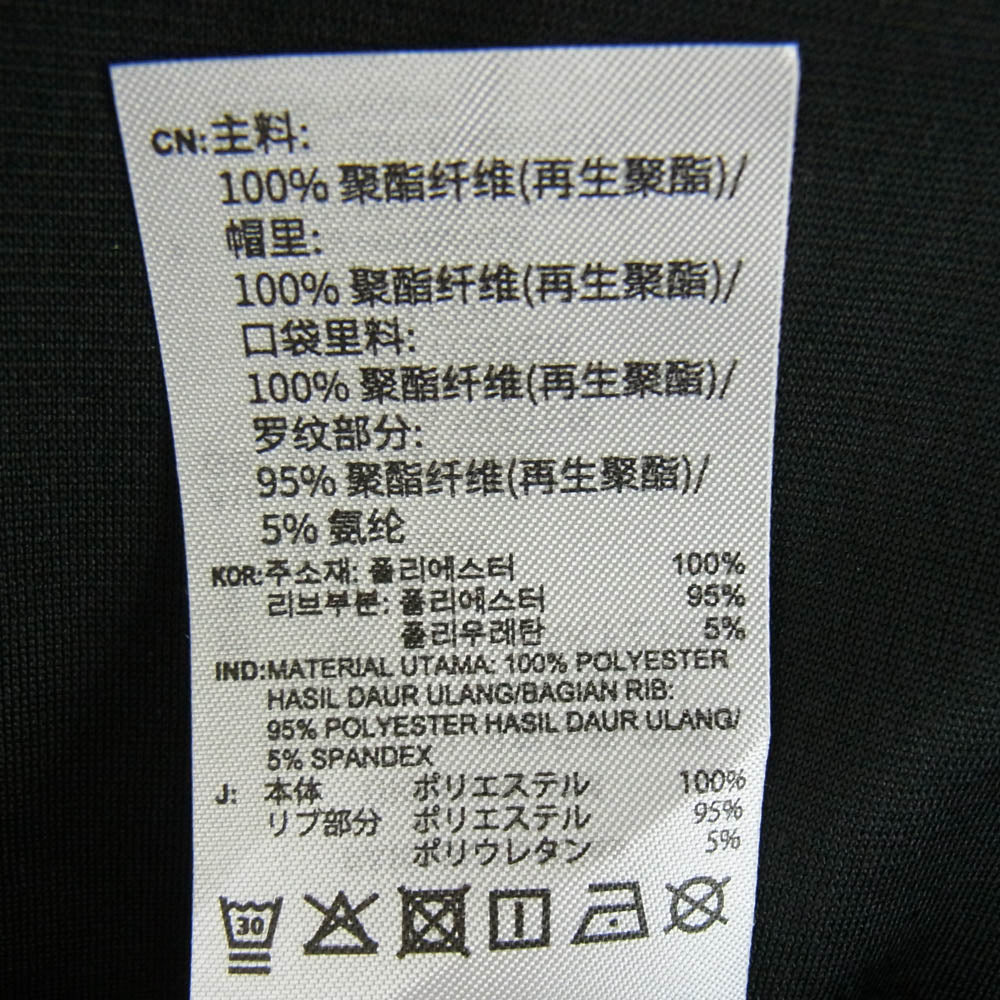 CN:主料:
100% 聚酯纤维(再生聚酯)/
帽里:
100% 聚酯纤维(再生聚酯)/
口袋里料:
100% 聚酯纤维(再生聚酯)/
罗纹部分:
95% 聚酯纤维(再生聚酯)/
5% 氨纶
KOR:주소재: 폴리에스터 100%
리브부분: 폴리에스터 95%
폴리우레탄 5%
IND:MATERIAL UTAMA: 100% POLYESTER
HASIL DAUR ULANG/BAGIAN RIB:
95% POLYESTER HASIL DAUR ULANG/
5% SPANDEX
J: 本体 ポリエステル 100%
リブ部分 ポリエステル 95%
ポリウレタン 5%
30